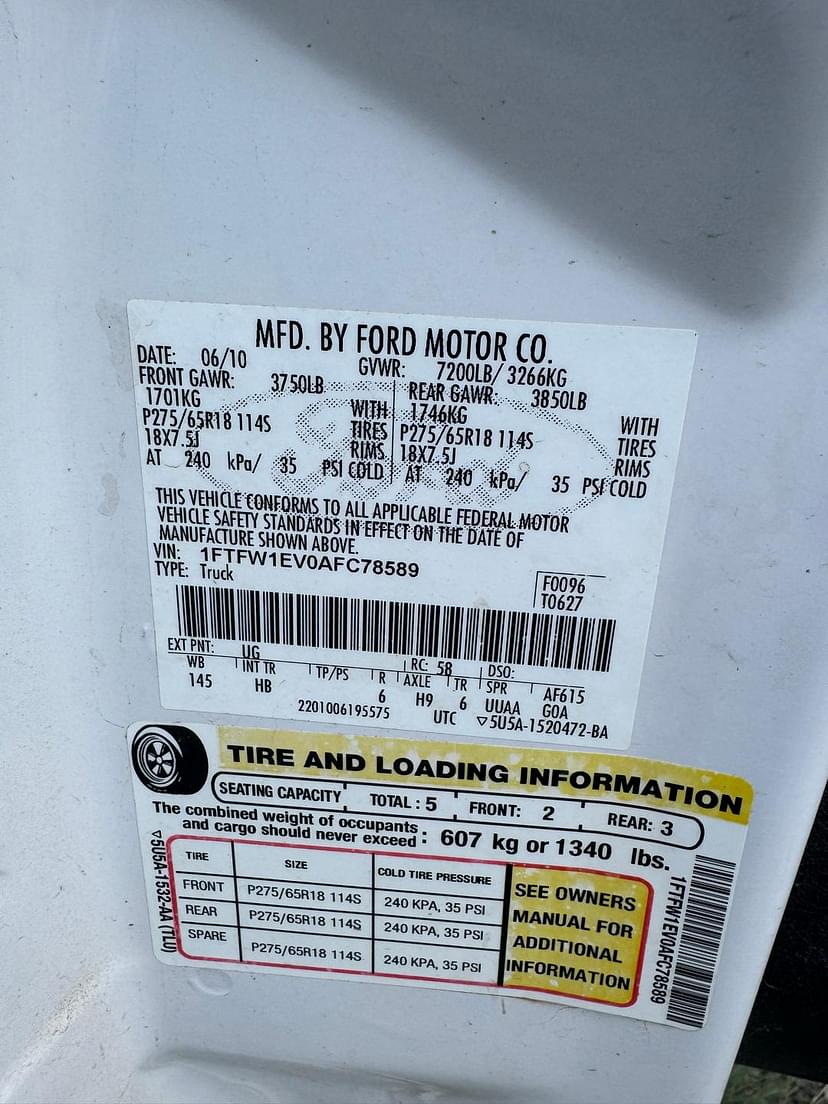 MFD. BY FORD MOTOR CO.
DATE: 06/10 GVWR: 7200LB/ 3266KG
FRONT GAWR: 3750LB REAR GAWR: 3850LB
1701KG WITH 1746KG WITH
P275/65R18 114S TIRES P275/65R18 114S TIRES
18X7.5J RIMS 18X7.5J RIMS
AT 240 kPa/ 35 PSI COLD AT 240 kPa/ 35 PSI COLD
THIS VEHICLE CONFORMS TO ALL APPLICABLE FEDERAL MOTOR
VEHICLE SAFETY STANDARDS IN EFFECT ON THE DATE OF
MANUFACTURE SHOWN ABOVE.
VIN: 1FTFW1EV0AFC78589
TYPE: Truck
F0096
T0627
EXT PNT: UG RC: 58 DSO:
WB INT TR TP/PS R AXLE TR SPR AF615
145 HB 6 H9 6 UUAA G0A
2201006195575 UTC ▽5U5A-1520472-BA
TIRE AND LOADING INFORMATION
SEATING CAPACITY TOTAL : 5 FRONT: 2 REAR: 3
The combined weight of occupants
and cargo should never exceed : 607 kg or 1340 lbs.
TIRE SIZE COLD TIRE PRESSURE
FRONT P275/65R18 114S 240 KPA, 35 PSI
REAR P275/65R18 114S 240 KPA, 35 PSI
SPARE P275/65R18 114S 240 KPA, 35 PSI
SEE OWNERS
MANUAL FOR
ADDITIONAL
INFORMATION
▽5U5A-1532-AA (TLU)
1FTFW1EV0AFC78589